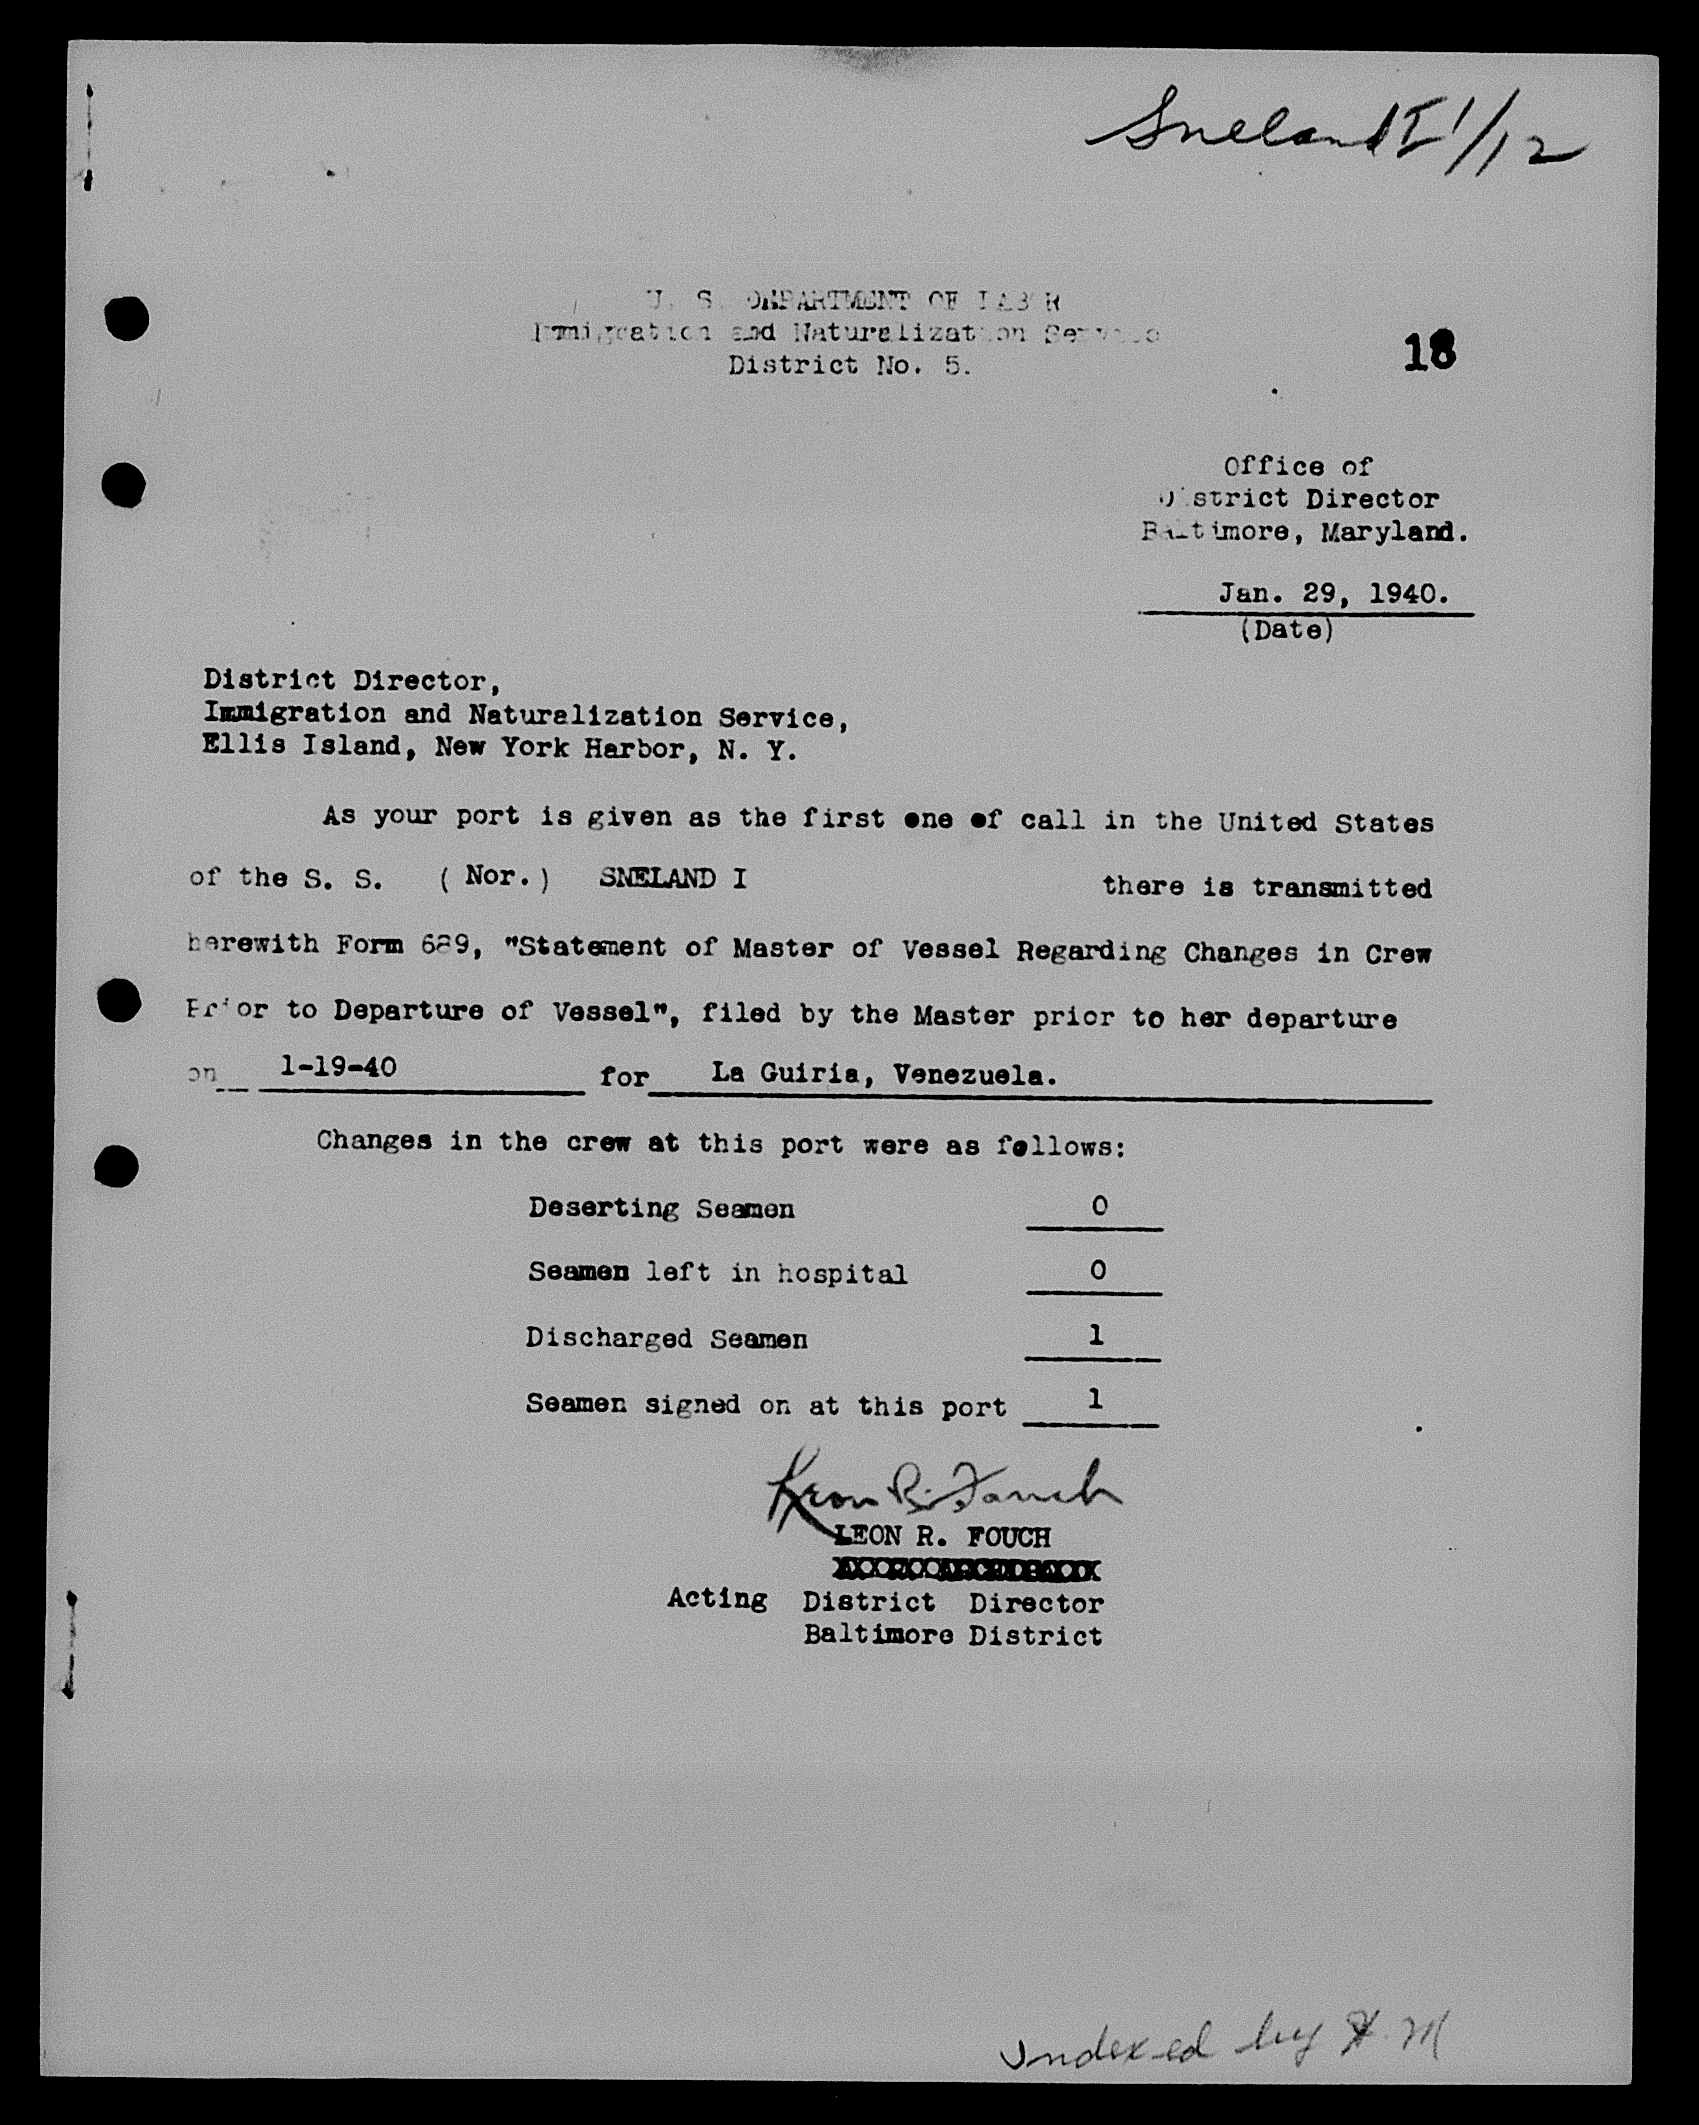 Sneland I 1/12
U. S. DEPARTMENT OF LABOR
Immigration and Naturalization Service
District No. 5.
18
Office of
District Director
Baltimore, Maryland.
Jan. 29, 1940.
(Date)
District Director,
Immigration and Naturalization Service,
Ellis Island, New York Harbor, N. Y.
As your port is given as the first one of call in the United States
of the S. S. ( Nor.) SNELAND I there is transmitted
herewith Form 689, "Statement of Master of Vessel Regarding Changes in Crew
Prior to Departure of Vessel", filed by the Master prior to her departure
on 1-19-40 for La Guiria, Venezuela.
Changes in the crew at this port were as follows:
Deserting Seamen 0
Seamen left in hospital 0
Discharged Seamen 1
Seamen signed on at this port 1
Leon R. Fouch
LEON R. FOUCH
Acting District Director
Baltimore District
Indexed by H. M